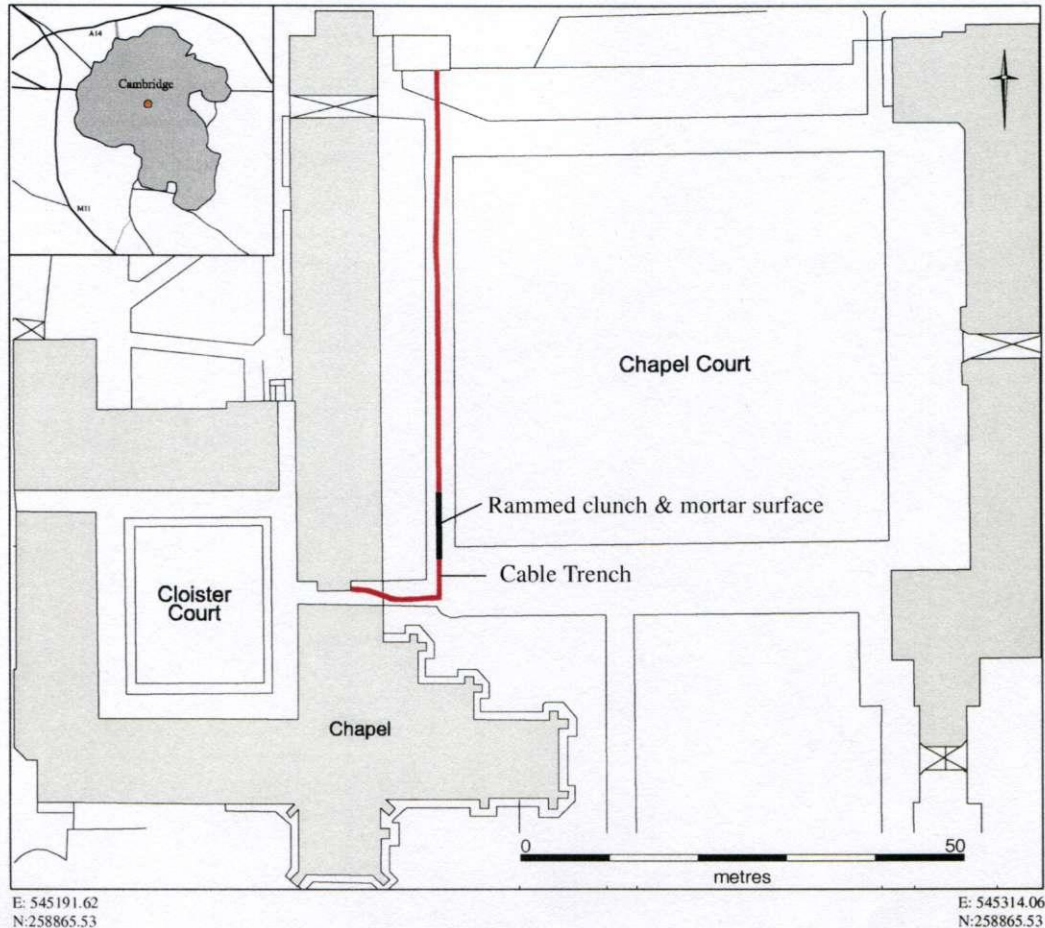 A14
Cambridge
M11
Chapel Court
Rammed clunch & mortar surface
Cable Trench
Cloister
Court
Chapel
0
50
metres
E: 545191.62
N:258865.53
E: 545314.06
N:258865.53